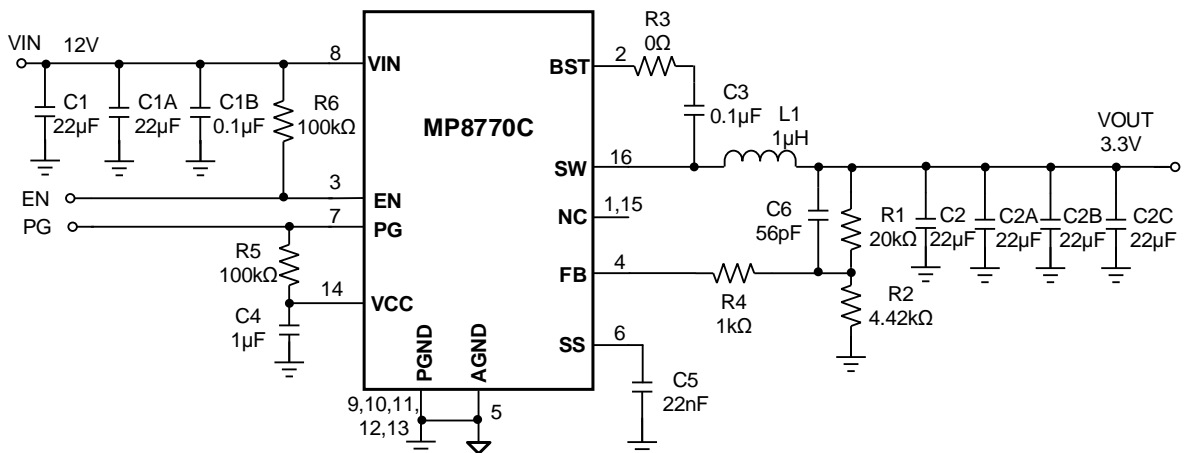 VIN 12V
8
VIN
C1
22µF
C1A
22µF
C1B
0.1µF
R6
100kΩ
EN
3
EN
PG
7
PG
R5
100kΩ
14
VCC
C4
1µF
MP8770C
PGND
AGND
9,10,11,
12,13
5
BST
2
R3
0Ω
C3
0.1µF
L1
1µH
SW
16
NC
1,15
FB
4
R4
1kΩ
SS
6
C5
22nF
C6
56pF
R1
20kΩ
R2
4.42kΩ
C2
22µF
C2A
22µF
C2B
22µF
C2C
22µF
VOUT
3.3V